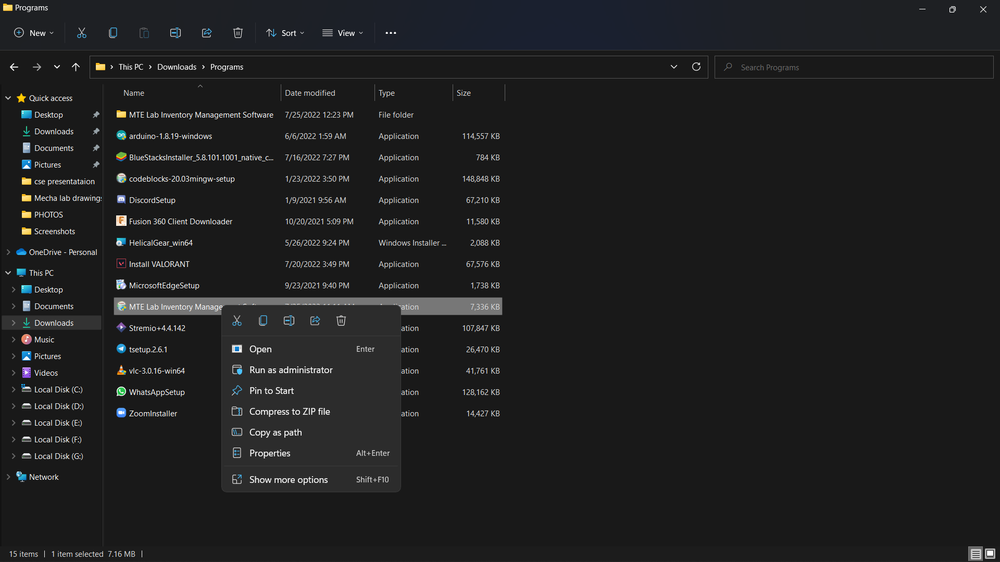 Programs
New
Sort
View
This PC > Downloads > Programs
Search Programs
Name Date modified Type Size
Quick access
Desktop
Downloads
Documents
Pictures
cse presentataion
Mecha lab drawings
PHOTOS
Screenshots
OneDrive - Personal
This PC
Desktop
Documents
Downloads
Music
Pictures
Videos
Local Disk (C:)
Local Disk (D:)
Local Disk (E:)
Local Disk (F:)
Local Disk (G:)
Network
MTE Lab Inventory Management Software 7/25/2022 12:23 PM File folder
arduino-1.8.19-windows 6/6/2022 1:59 AM Application 114,557 KB
BlueStacksInstaller_5.8.101.1001_native_c... 7/16/2022 7:27 PM Application 784 KB
codeblocks-20.03mingw-setup 1/23/2022 3:50 PM Application 148,848 KB
DiscordSetup 1/9/2021 9:56 AM Application 67,210 KB
Fusion 360 Client Downloader 10/20/2021 5:09 PM Application 11,580 KB
HelicalGear_win64 5/26/2022 9:24 PM Windows Installer ... 2,088 KB
Install VALORANT 7/20/2022 3:49 PM Application 67,576 KB
MicrosoftEdgeSetup 9/23/2021 9:40 PM Application 1,738 KB
MTE Lab Inventory Manage ation 7,336 KB
Stremio+4.4.142 ation 107,847 KB
tsetup.2.6.1 ation 26,470 KB
vlc-3.0.16-win64 ation 41,761 KB
WhatsAppSetup ation 128,162 KB
ZoomInstaller ation 14,427 KB
Open Enter
Run as administrator
Pin to Start
Compress to ZIP file
Copy as path
Properties Alt+Enter
Show more options Shift+F10
15 items | 1 item selected 7.16 MB |